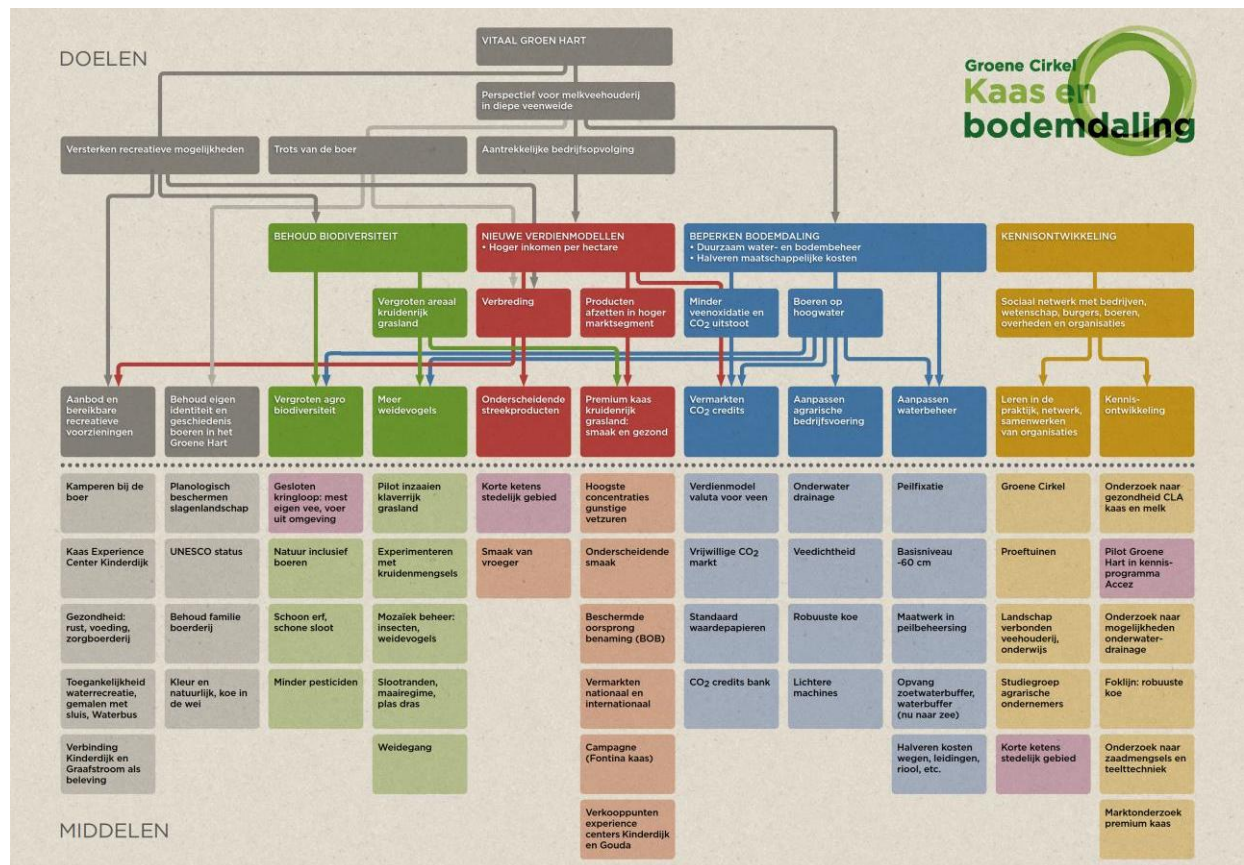 DOELEN
VITAAL GROEN HART
Groene Cirkel
Kaas en
bodemdaling
Perspectief voor melkveehouderij
in diepe veenweide
Versterken recreatieve mogelijkheden
Trots van de boer
Aantrekkelijke bedrijfsopvolging
BEHOUD BIODIVERSITEIT
NIEUWE VERDIENMODELLEN
• Hoger inkomen per hectare
BEPERKEN BODEMDALING
• Duurzaam water- en bodembeheer
• Halveren maatschappelijke kosten
KENNISONTWIKKELING
Vergroten areaal
kruidenrijk
grasland
Verbreding
Producten
afzetten in hoger
marktsegment
Minder
veenoxidatie en
CO2 uitstoot
Boeren op
hoogwater
Sociaal netwerk met bedrijven,
wetenschap, burgers, boeren,
overheden en organisaties
Aanbod en
bereikbare
recreatieve
voorzieningen
Behoud eigen
identiteit en
geschiedenis
boeren in het
Groene Hart
Vergroten agro
biodiversiteit
Meer
weidevogels
Onderscheidende
streekproducten
Premium kaas
kruidenrijk
grasland:
smaak en gezond
Vermarkten
CO2 credits
Aanpassen
agrarische
bedrijfsvoering
Aanpassen
waterbeheer
Leren in de
praktijk, netwerk,
samenwerken
van organisaties
Kennis-
ontwikkeling
Kamperen bij de
boer
Planologisch
beschermen
slagenlandschap
Gesloten
kringloop: mest
eigen vee, voer
uit omgeving
Pilot inzaaien
klaverrijk
grasland
Korte ketens
stedelijk gebied
Hoogste
concentraties
gunstige
vetzuren
Verdienmodel
valuta voor veen
Onderwater
drainage
Peilfixatie
Groene Cirkel
Onderzoek naar
gezondheid CLA
kaas en melk
Kaas Experience
Center Kinderdijk
UNESCO status
Natuur inclusief
boeren
Experimenteren
met
kruidenmengsels
Smaak van
vroeger
Onderscheidende
smaak
Vrijwillige CO2
markt
Veedichtheid
Basisniveau
-60 cm
Proeftuinen
Pilot Groene
Hart in kennis-
programma
Accez
Gezondheid:
rust, voeding,
zorgboerderij
Behoud familie
boerderij
Schoon erf,
schone sloot
Mozaïek beheer:
insecten,
weidevogels
Beschermde
oorsprong
benaming (BOB)
Standaard
waardepapieren
Robuuste koe
Maatwerk in
peilbeheersing
Landschap
verbonden
veehouderij,
onderwijs
Onderzoek naar
mogelijkheden
onderwater-
drainage
Toegankelijkheid
waterrecreatie,
gemalen met
sluis, Waterbus
Kleur en
natuurlijk, koe in
de wei
Minder pesticiden
Slootranden,
maairegime,
plas dras
Vermarkten
nationaal en
internationaal
CO2 credits bank
Lichtere
machines
Opvang
zoetwaterbuffer,
waterbuffer
(nu naar zee)
Studiegroep
agrarische
ondernemers
Foklijn: robuuste
koe
Verbinding
Kinderdijk en
Graafstroom als
beleving
Weidegang
Campagne
(Fontina kaas)
Halveren kosten
wegen, leidingen,
riool, etc.
Korte ketens
stedelijk gebied
Onderzoek naar
zaadmengsels en
teelttechniek
Verkooppunten
experience
centers Kinderdijk
en Gouda
Marktonderzoek
premium kaas
MIDDELEN